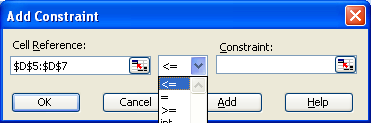 Add Constraint
Cell Reference: Constraint:
$D$5:$D$7 <=
<=
=
>=
int
OK Cancel Add Help